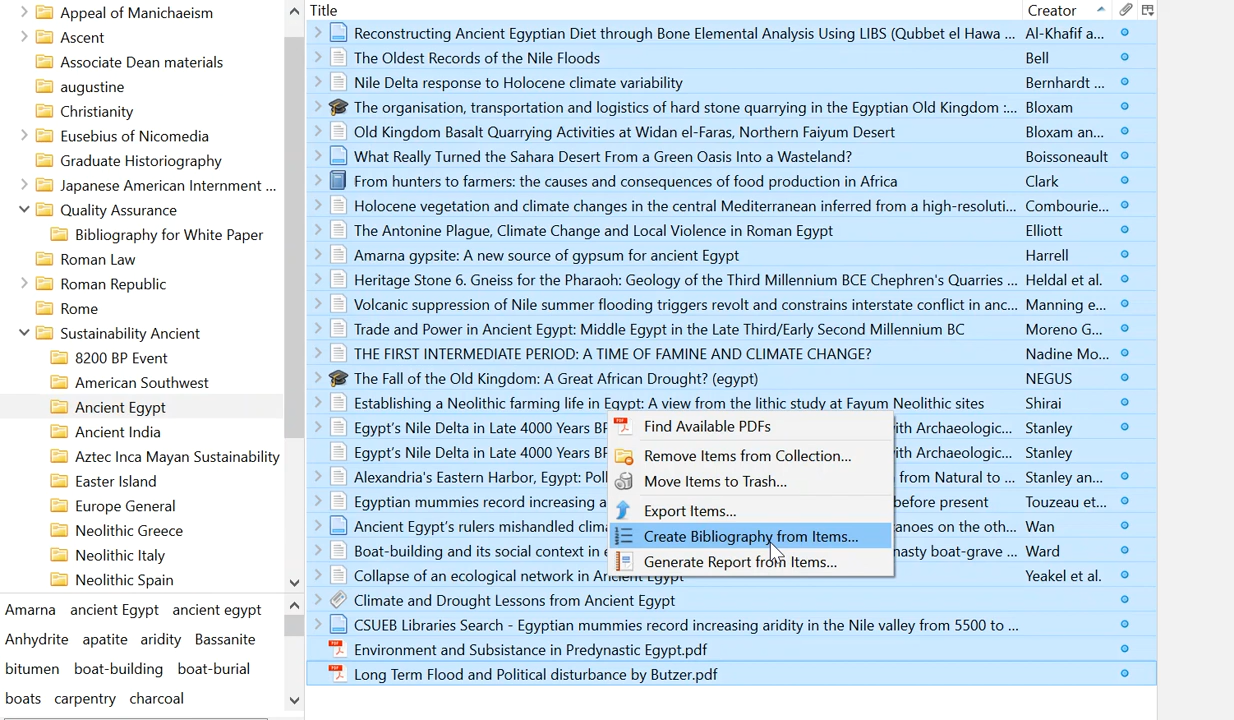 Appeal of Manichaeism
Ascent
Associate Dean materials
augustine
Christianity
Eusebius of Nicomedia
Graduate Historiography
Japanese American Internment ...
Quality Assurance
Bibliography for White Paper
Roman Law
Roman Republic
Rome
Sustainability Ancient
8200 BP Event
American Southwest
Ancient Egypt
Ancient India
Aztec Inca Mayan Sustainability
Easter Island
Europe General
Neolithic Greece
Neolithic Italy
Neolithic Spain
Amarna ancient Egypt ancient egypt
Anhydrite apatite aridity Bassanite
bitumen boat-building boat-burial
boats carpentry charcoal
Title Creator
Reconstructing Ancient Egyptian Diet through Bone Elemental Analysis Using LIBS (Qubbet el Hawa ... Al-Khafif a...
The Oldest Records of the Nile Floods Bell
Nile Delta response to Holocene climate variability Bernhardt ...
The organisation, transportation and logistics of hard stone quarrying in the Egyptian Old Kingdom :... Bloxam
Old Kingdom Basalt Quarrying Activities at Widan el-Faras, Northern Faiyum Desert Bloxam an...
What Really Turned the Sahara Desert From a Green Oasis Into a Wasteland? Boissoneault
From hunters to farmers: the causes and consequences of food production in Africa Clark
Holocene vegetation and climate changes in the central Mediterranean inferred from a high-resoluti... Combourie...
The Antonine Plague, Climate Change and Local Violence in Roman Egypt Elliott
Amarna gypsite: A new source of gypsum for ancient Egypt Harrell
Heritage Stone 6. Gneiss for the Pharaoh: Geology of the Third Millennium BCE Chephren's Quarries ... Heldal et al.
Volcanic suppression of Nile summer flooding triggers revolt and constrains interstate conflict in anc... Manning e...
Trade and Power in Ancient Egypt: Middle Egypt in the Late Third/Early Second Millennium BC Moreno G...
THE FIRST INTERMEDIATE PERIOD: A TIME OF FAMINE AND CLIMATE CHANGE? Nadine Mo...
The Fall of the Old Kingdom: A Great African Drought? (egypt) NEGUS
Establishing a Neolithic farming life in Egypt: A view from the lithic study at Fayum Neolithic sites Shirai
Egypt's Nile Delta in Late 4000 Years BP with Archaeologic... Stanley
Egypt's Nile Delta in Late 4000 Years BP with Archaeologic... Stanley
Alexandria's Eastern Harbor, Egypt: Pol from Natural to ... Stanley an...
Egyptian mummies record increasing a before present Touzeau et...
Ancient Egypt's rulers mishandled clim anoes on the oth... Wan
Boat-building and its social context in e nasty boat-grave ... Ward
Collapse of an ecological network in Ancient Egypt Yeakel et al.
Climate and Drought Lessons from Ancient Egypt
CSUEB Libraries Search - Egyptian mummies record increasing aridity in the Nile valley from 5500 to ...
Environment and Subsistance in Predynastic Egypt.pdf
Long Term Flood and Political disturbance by Butzer.pdf
Find Available PDFs
Remove Items from Collection...
Move Items to Trash...
Export Items...
Create Bibliography from Items...
Generate Report from Items...